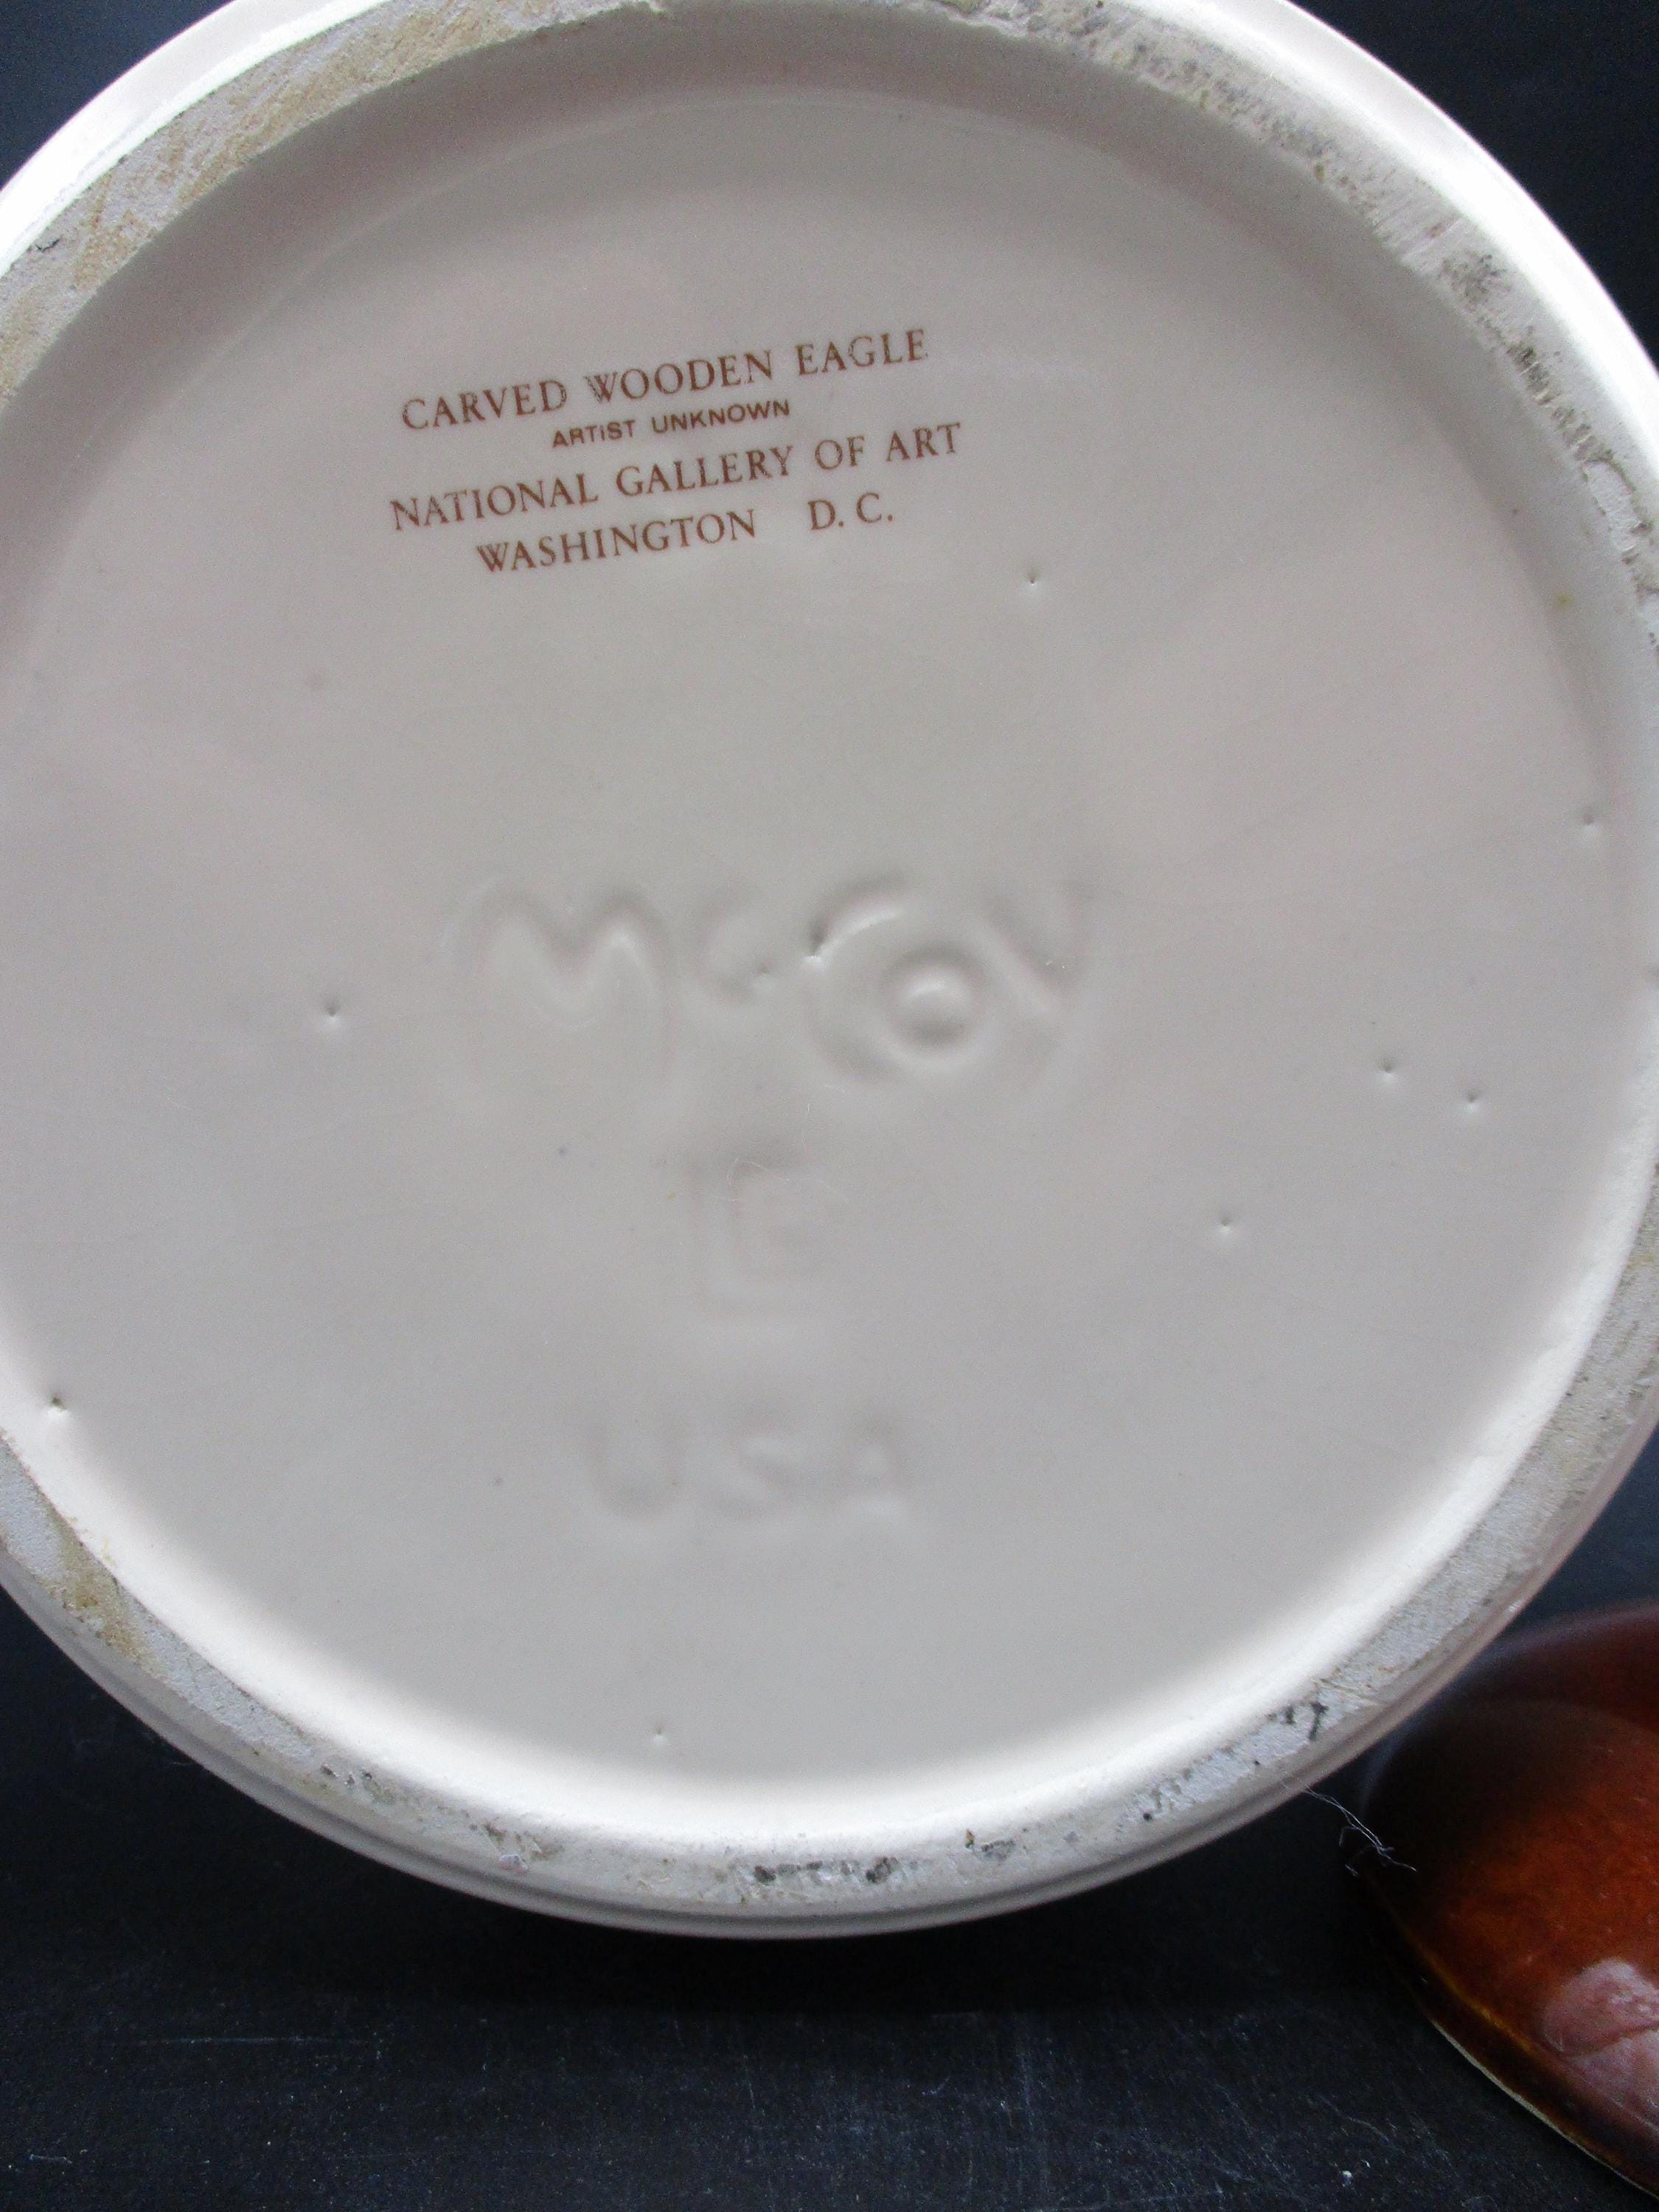 CARVED WOODEN EAGLE
ARTIST UNKNOWN
NATIONAL GALLERY OF ART
WASHINGTON D.C.
McCoy
USA